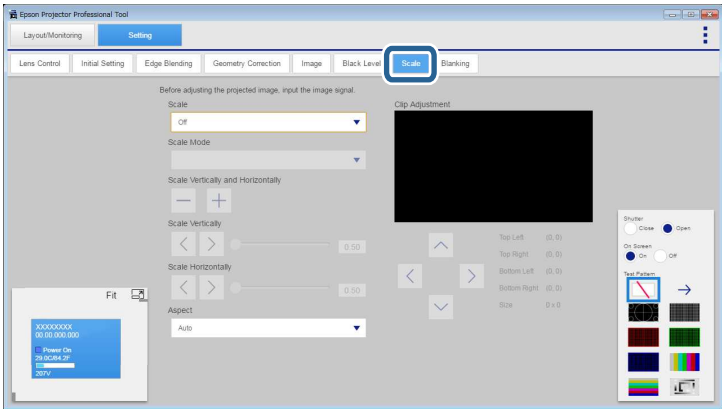 Epson Projector Professional Tool
Layout/Monitoring
Setting
Lens Control
Initial Setting
Edge Blending
Geometry Correction
Image
Black Level
Scale
Blanking
Before adjusting the projected image, input the image signal.
Scale
Off
Scale Mode
Scale Vertically and Horizontally
Scale Vertically
0.50
Scale Horizontally
0.50
Aspect
Auto
Clip Adjustment
Top Left (0, 0)
Top Right (0, 0)
Bottom Left (0, 0)
Bottom Right (0, 0)
Size 0 x 0
Shutter
Close Open
On Screen
On Off
Test Pattern
Fit
XXXXXXXX
00.00.000.000
Power On
29.0C/84.2F
207V